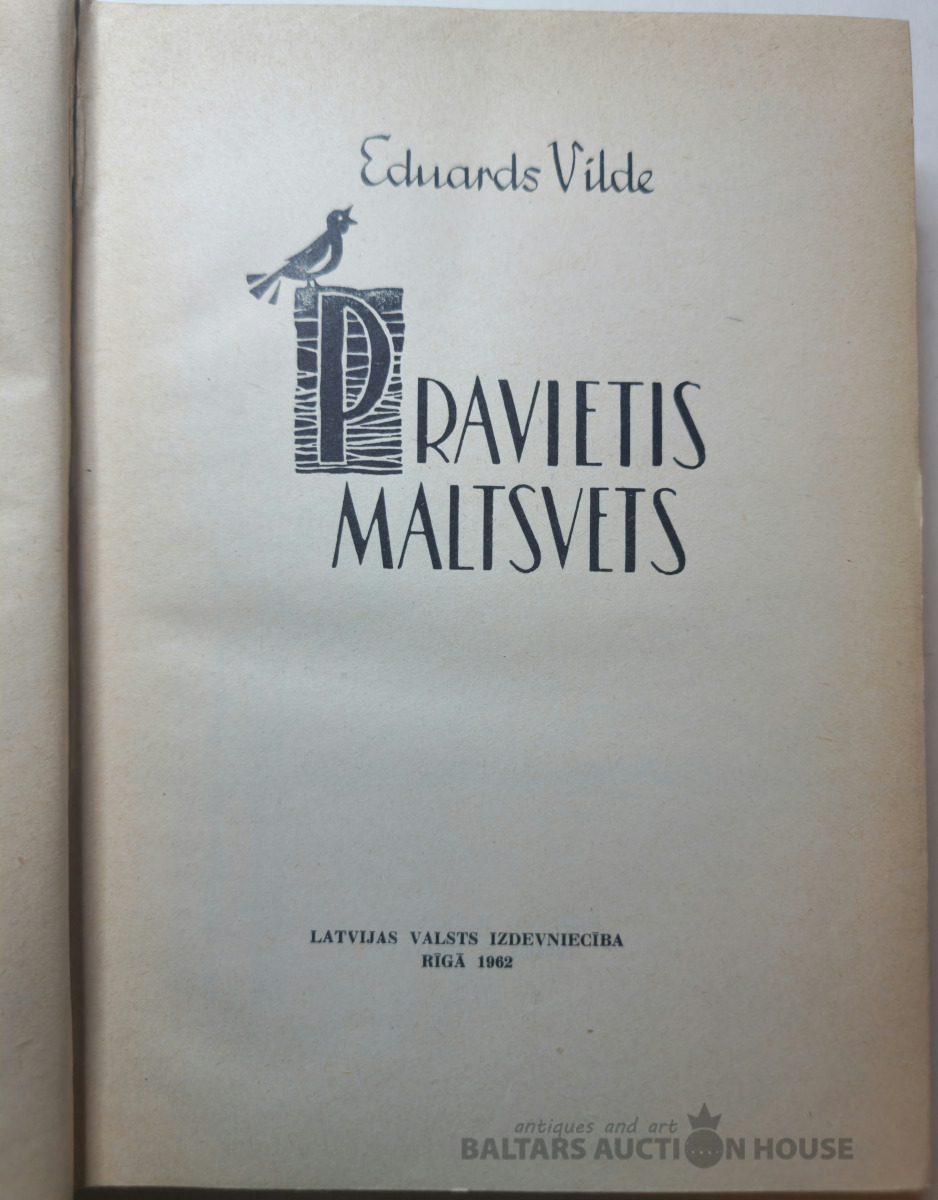 Eduards Vilde
PRAVIETIS
MALTSVETS
LATVIJAS VALSTS IZDEVNIECĪBA
RĪGĀ 1962
antiques and art
BALTARS AUCTION HOUSE